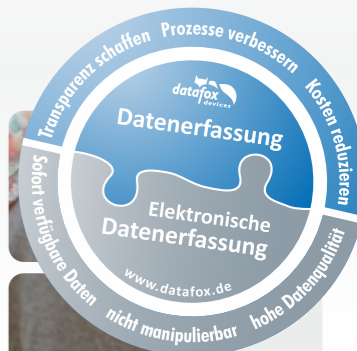 Transparenz schaffen Prozesse verbessern Kosten reduzieren
datafox
devices
Datenerfassung
Elektronische
Datenerfassung
www.datafox.de
Sofort verfügbare Daten nicht manipulierbar hohe Datenqualität